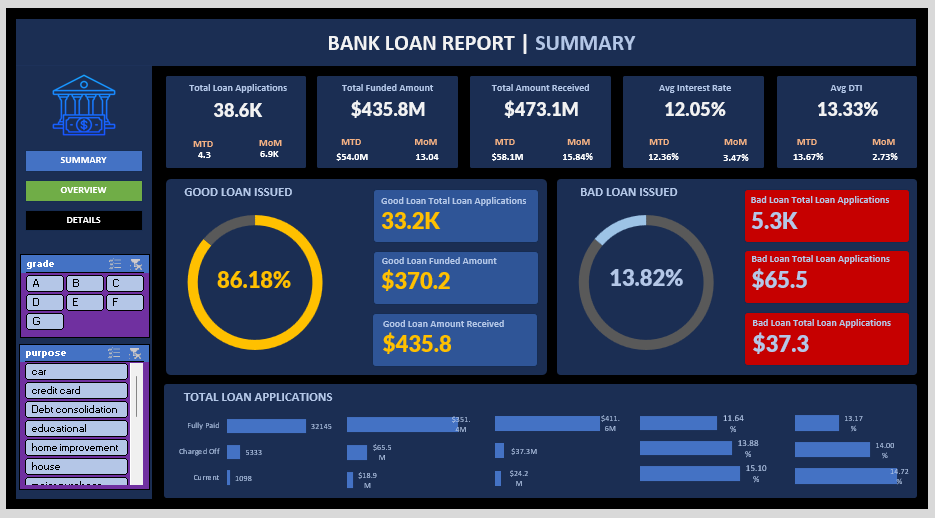 BANK LOAN REPORT | SUMMARY
SUMMARY
OVERVIEW
DETAILS
grade
A B C
D E F
G
purpose
car
credit card
Debt consolidation
educational
home improvement
house
Total Loan Applications
38.6K
MTD MoM
4.3 6.9K
Total Funded Amount
$435.8M
MTD MoM
$54.0M 13.04
Total Amount Received
$473.1M
MTD MoM
$58.1M 15.84%
Avg Interest Rate
12.05%
MTD MoM
12.36% 3.47%
Avg DTI
13.33%
MTD MoM
13.67% 2.73%
GOOD LOAN ISSUED
86.18%
Good Loan Total Loan Applications
33.2K
Good Loan Funded Amount
$370.2
Good Loan Amount Received
$435.8
BAD LOAN ISSUED
13.82%
Bad Loan Total Loan Applications
5.3K
Bad Loan Total Loan Applications
$65.5
Bad Loan Total Loan Applications
$37.3
TOTAL LOAN APPLICATIONS
Fully Paid 32145
Charged Off 5333
Current 1098
$351.
4M
$65.5
M
$18.9
M
$411.
6M
$37.3M
$24.2
M
11.64
%
13.88
%
15.10
%
13.17
%
14.00
%
14.72
%